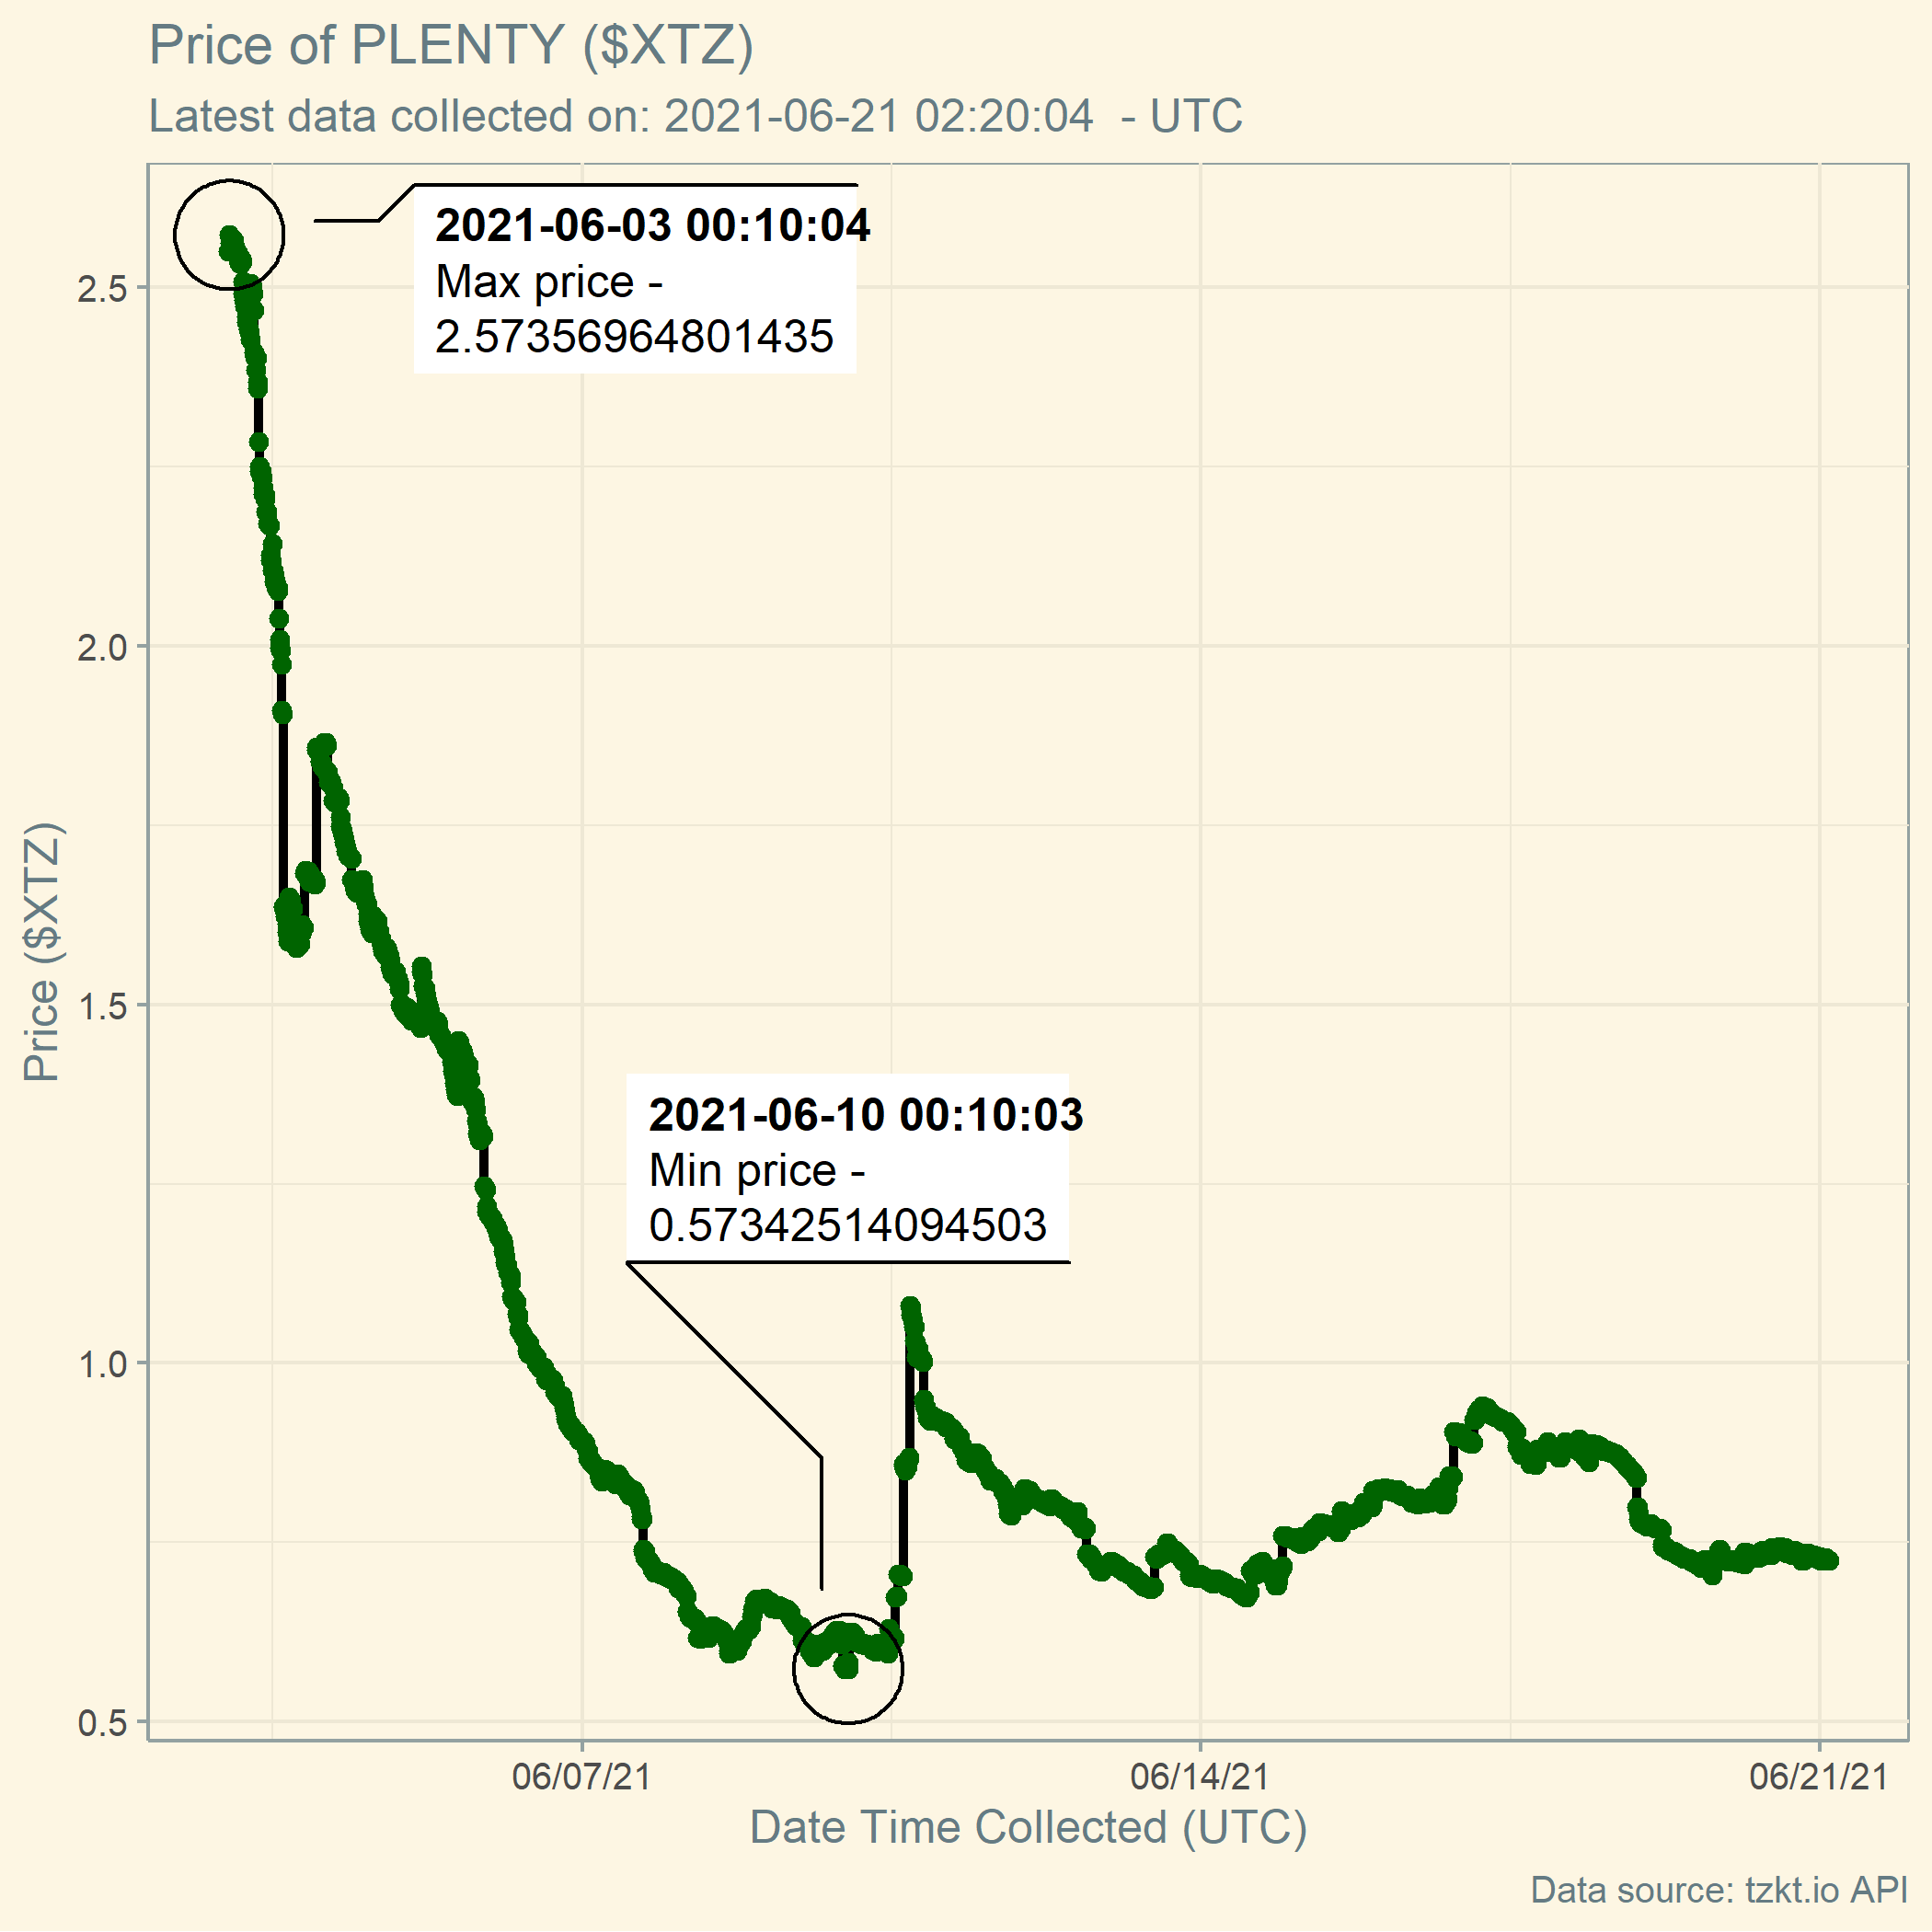 Price of PLENTY ($XTZ)
Latest data collected on: 2021-06-21 02:20:04  - UTC
2021-06-03 00:10:04
Max price -
2.57356964801435
2021-06-10 00:10:03
Min price -
0.57342514094503
Price ($XTZ)
2.5
2.0
1.5
1.0
0.5
06/07/21 06/14/21 06/21/21
Date Time Collected (UTC)
Data source: tzkt.io API